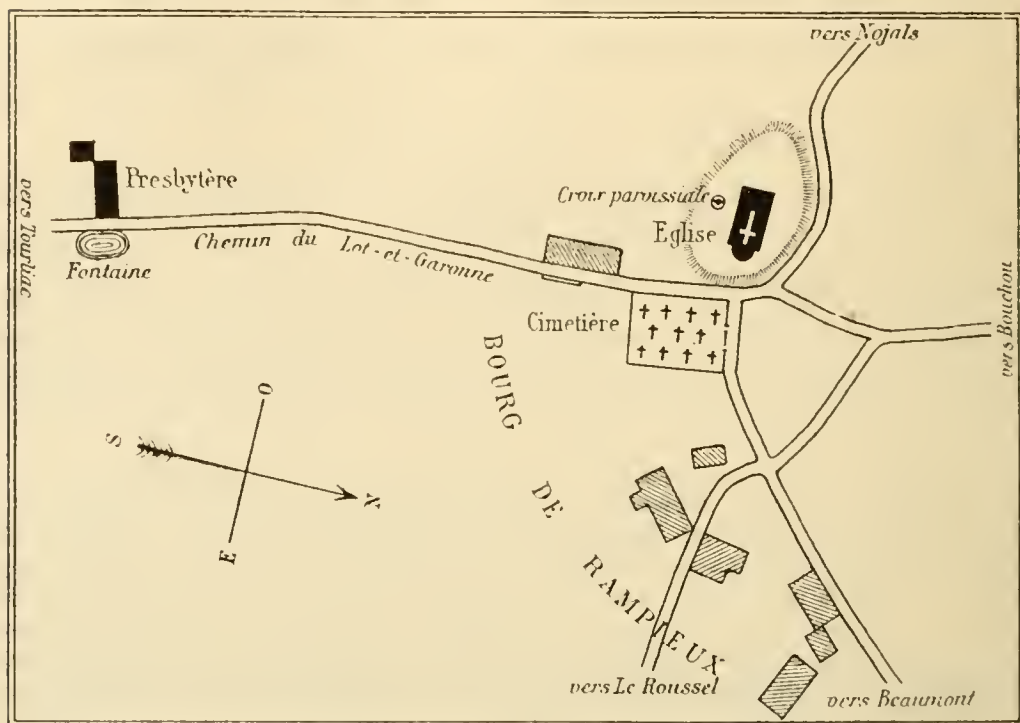 vers Nojals
Presbytère
vers Tourliac
Croix paroissiale
Eglise
Chemin du Lot-et-Garonne
Fontaine
Cimetière
vers Bouchou
BOURG
DE
RAMPIEUX
O
S
N
E
vers Le Roussel
vers Beaumont